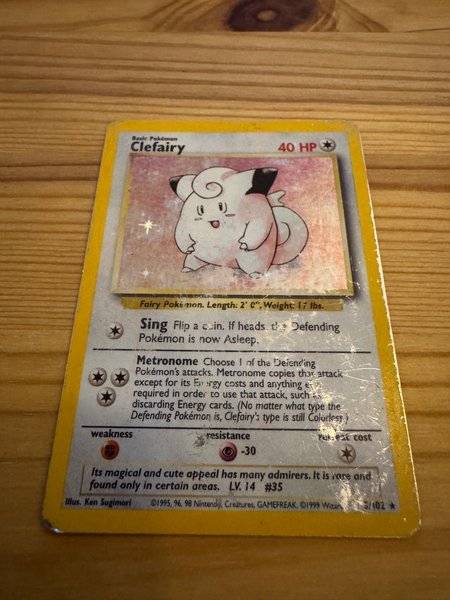 Basic Pokémon
Clefairy 40 HP
Fairy Pokémon. Length: 2' 0", Weight: 17 lbs.
Sing Flip a coin. If heads, the Defending
Pokémon is now Asleep.
Metronome Choose 1 of the Defending
Pokémon's attacks. Metronome copies that attack
except for its Energy costs and anything else
required in order to use that attack, such as
discarding Energy cards. (No matter what type the
Defending Pokémon is, Clefairy's type is still Colorless.)
weakness resistance retreat cost
-30
Its magical and cute appeal has many admirers. It is rare and
found only in certain areas. LV. 14 #35
Illus. Ken Sugimori ©1995, 96, 98 Nintendo, Creatures, GAMEFREAK. ©1999 Wizards /102 ★